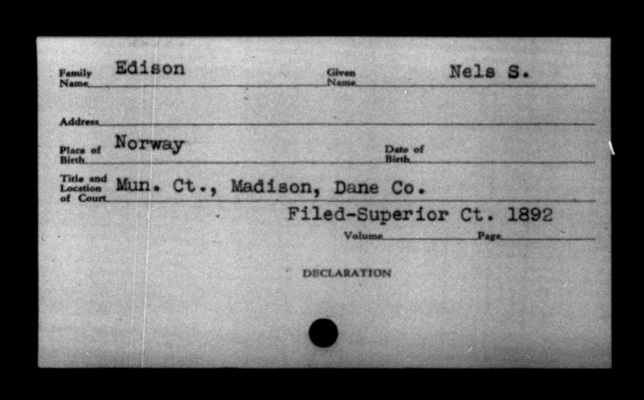 Family Name Edison Given Name Nels S.
Address
Place of Birth Norway Date of Birth
Title and Location of Court Mun. Ct., Madison, Dane Co.
Filed-Superior Ct. 1892
Volume Page
DECLARATION